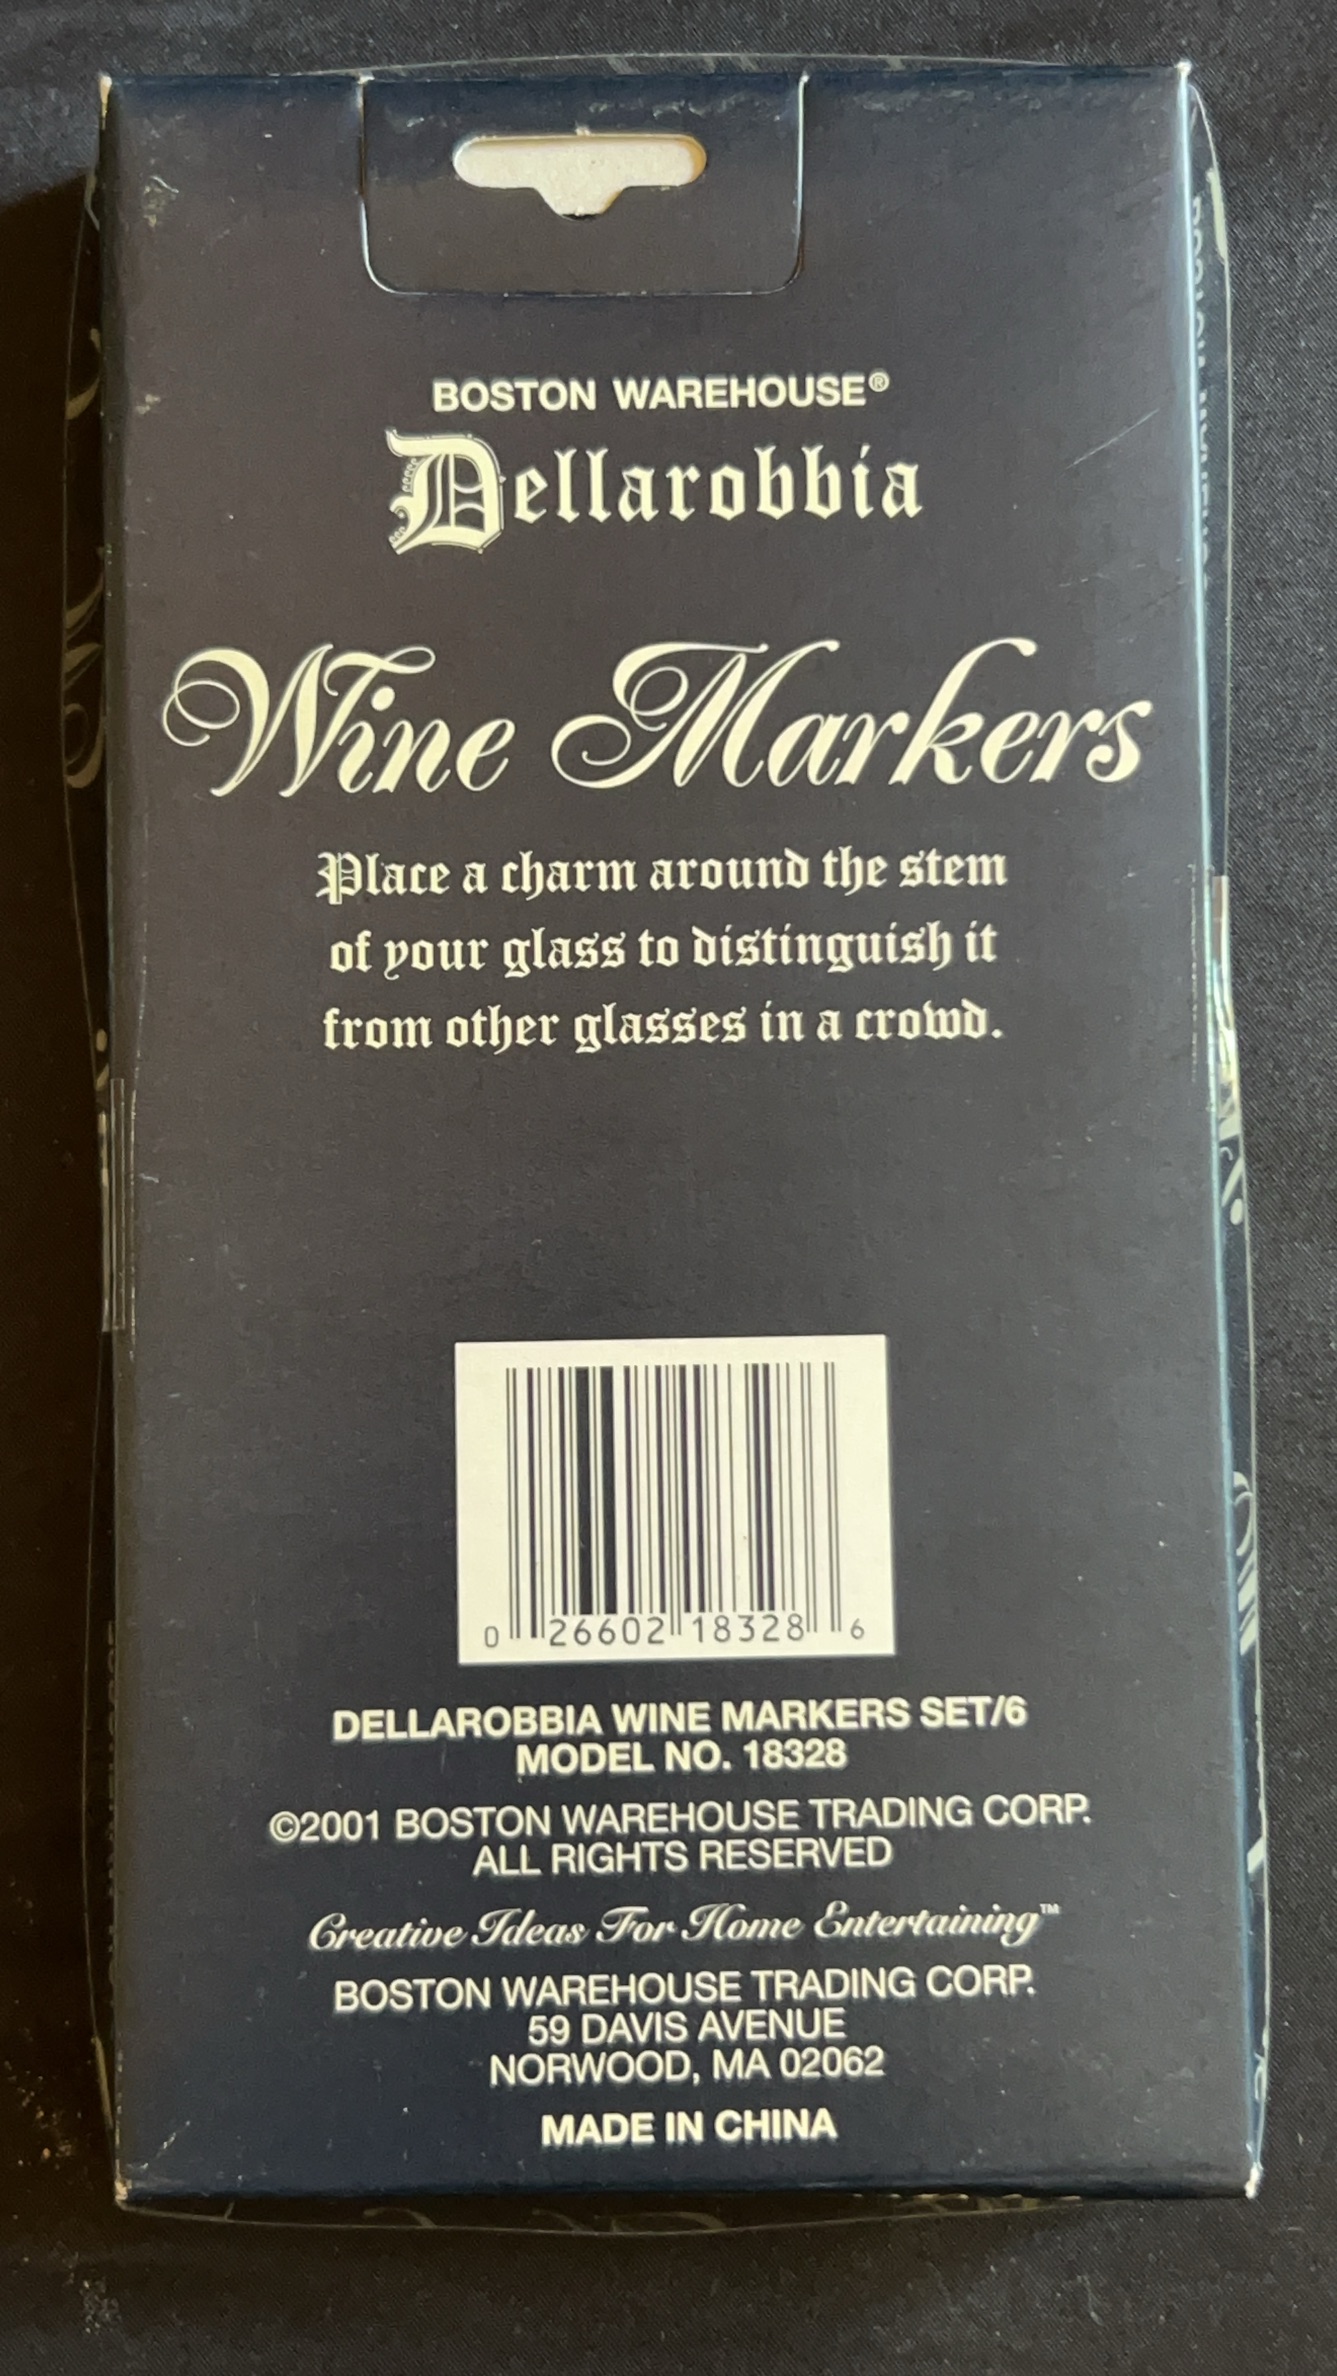 BOSTON WAREHOUSE®
Dellarobbia
Wine Markers
Place a charm around the stem
of your glass to distinguish it
from other glasses in a crowd.
0 26602 18328 6
DELLAROBBIA WINE MARKERS SET/6
MODEL NO. 18328
©2001 BOSTON WAREHOUSE TRADING CORP.
ALL RIGHTS RESERVED
Creative Ideas For Home Entertaining™
BOSTON WAREHOUSE TRADING CORP.
59 DAVIS AVENUE
NORWOOD, MA 02062
MADE IN CHINA